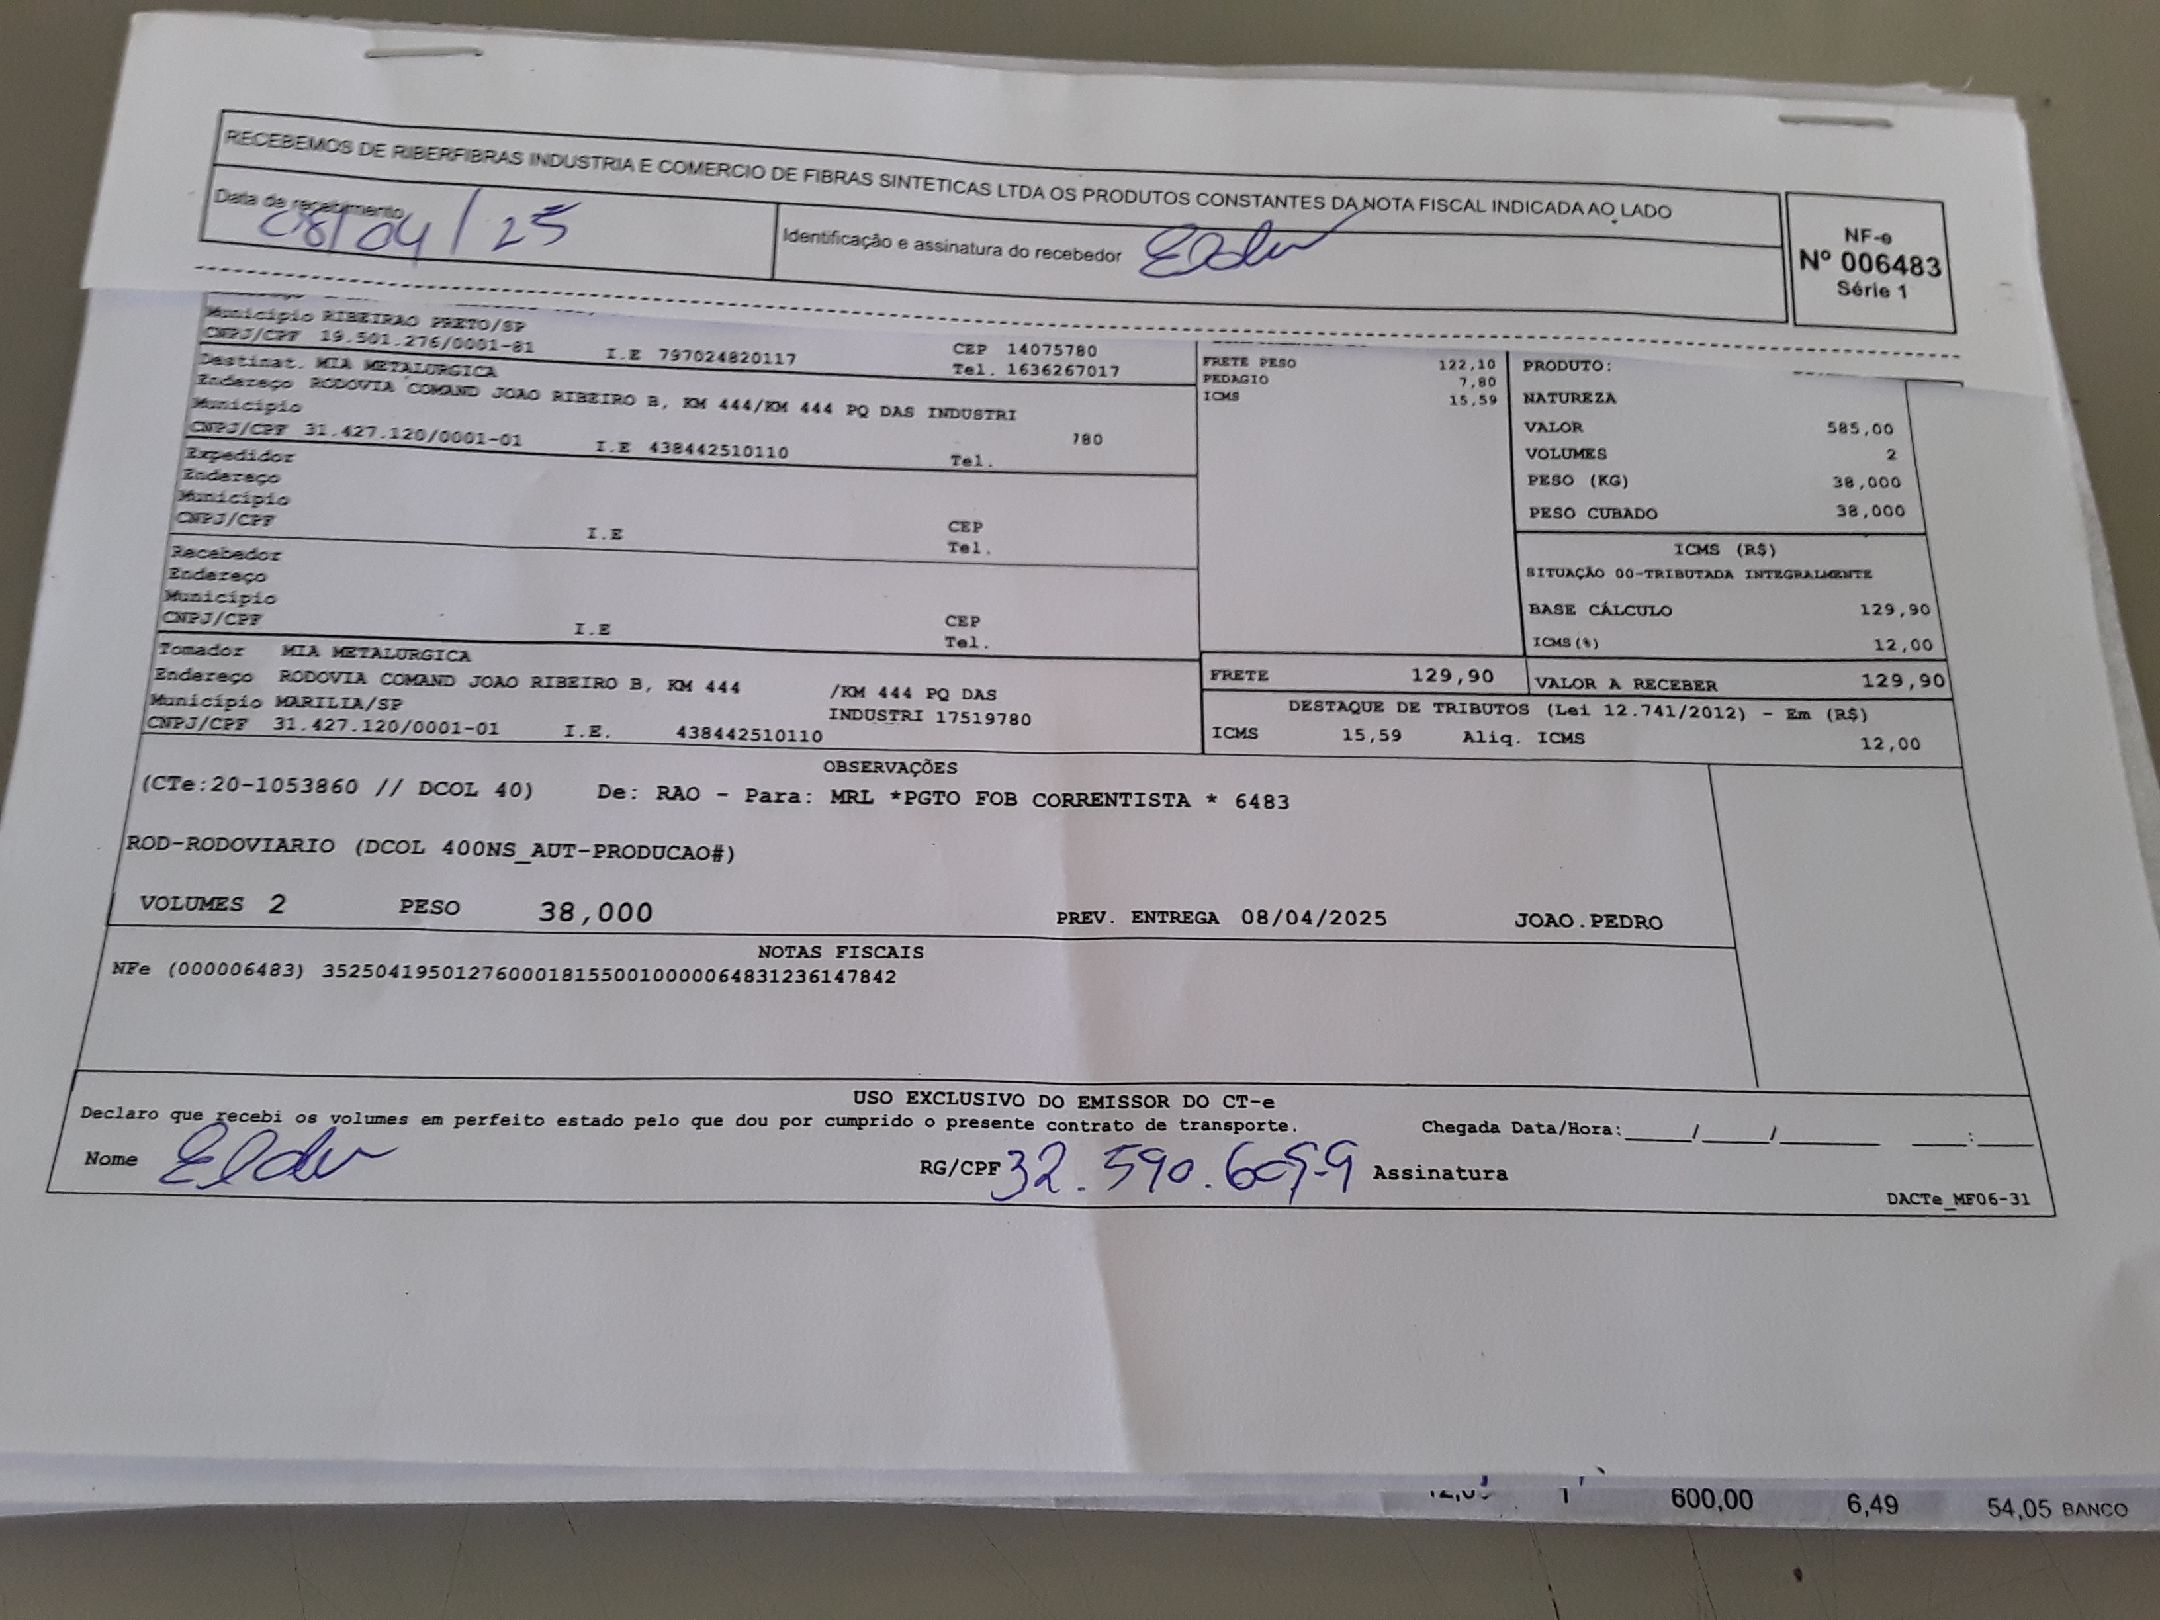 RECEBEMOS DE RIBERFIBRAS INDUSTRIA E COMERCIO DE FIBRAS SINTETICAS LTDA OS PRODUTOS CONSTANTES DA NOTA FISCAL INDICADA AO LADO
Data de recebimento
08/04/25
Identificação e assinatura do recebedor
NF-e
Nº 006483
Série 1
Município RIBEIRAO PRETO/SP
CNPJ/CPF 19.501.276/0001-81 I.E 797024820117
CEP 14075780
Tel. 1636267017
Destinat. MIA METALURGICA
Endereço RODOVIA COMAND JOAO RIBEIRO B, KM 444/KM 444 PQ DAS INDUSTRI
Município
780
CNPJ/CPF 31.427.120/0001-01 I.E 438442510110 Tel.
Expedidor
Endereço
Município
CNPJ/CPF I.E
CEP
Tel.
Recebedor
Endereço
Município
CNPJ/CPF I.E
CEP
Tel.
Tomador MIA METALURGICA
Endereço RODOVIA COMAND JOAO RIBEIRO B, KM 444 /KM 444 PQ DAS
Município MARILIA/SP INDUSTRI 17519780
CNPJ/CPF 31.427.120/0001-01 I.E. 438442510110
FRETE PESO 122,10
PEDAGIO 7,80
ICMS 15,59
PRODUTO:
NATUREZA
VALOR 585,00
VOLUMES 2
PESO (KG) 38,000
PESO CUBADO 38,000
ICMS (R$)
SITUAÇÃO 00-TRIBUTADA INTEGRALMENTE
BASE CÁLCULO 129,90
ICMS(%) 12,00
FRETE 129,90 VALOR A RECEBER 129,90
DESTAQUE DE TRIBUTOS (Lei 12.741/2012) - Em (R$)
ICMS 15,59 Aliq. ICMS 12,00
OBSERVAÇÕES
(CTe:20-1053860 // DCOL 40) De: RAO - Para: MRL *PGTO FOB CORRENTISTA * 6483
ROD-RODOVIARIO (DCOL 400NS_AUT-PRODUCAO#)
VOLUMES 2 PESO 38,000 PREV. ENTREGA 08/04/2025 JOAO.PEDRO
NOTAS FISCAIS
NFe (000006483) 35250419501276000181550010000064831236147842
USO EXCLUSIVO DO EMISSOR DO CT-e
Declaro que recebi os volumes em perfeito estado pelo que dou por cumprido o presente contrato de transporte.
Chegada Data/Hora:_____/_____/_______ ____:____
Nome
RG/CPF
Assinatura
DACTe_MF06-31
600,00 6,49 54,05 BANCO